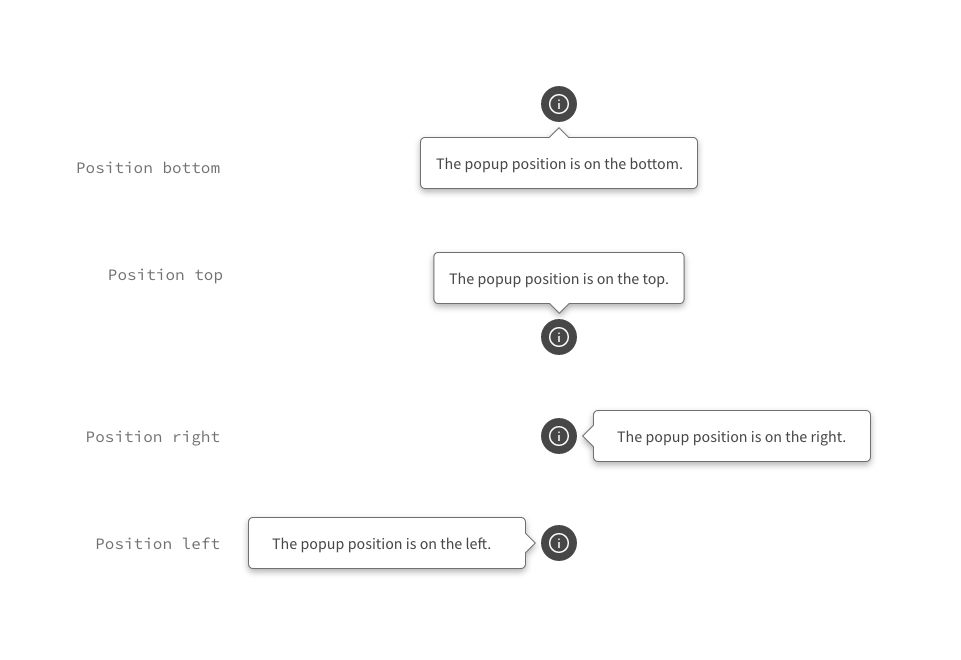 Position bottom
The popup position is on the bottom.
Position top
The popup position is on the top.
Position right
The popup position is on the right.
Position left
The popup position is on the left.